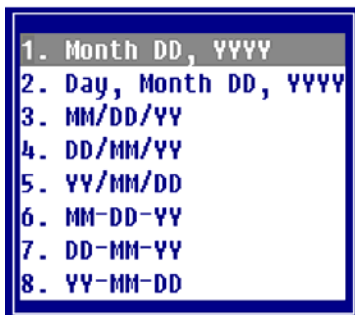 1. Month DD, YYYY
2. Day, Month DD, YYYY
3. MM/DD/YY
4. DD/MM/YY
5. YY/MM/DD
6. MM-DD-YY
7. DD-MM-YY
8. YY-MM-DD